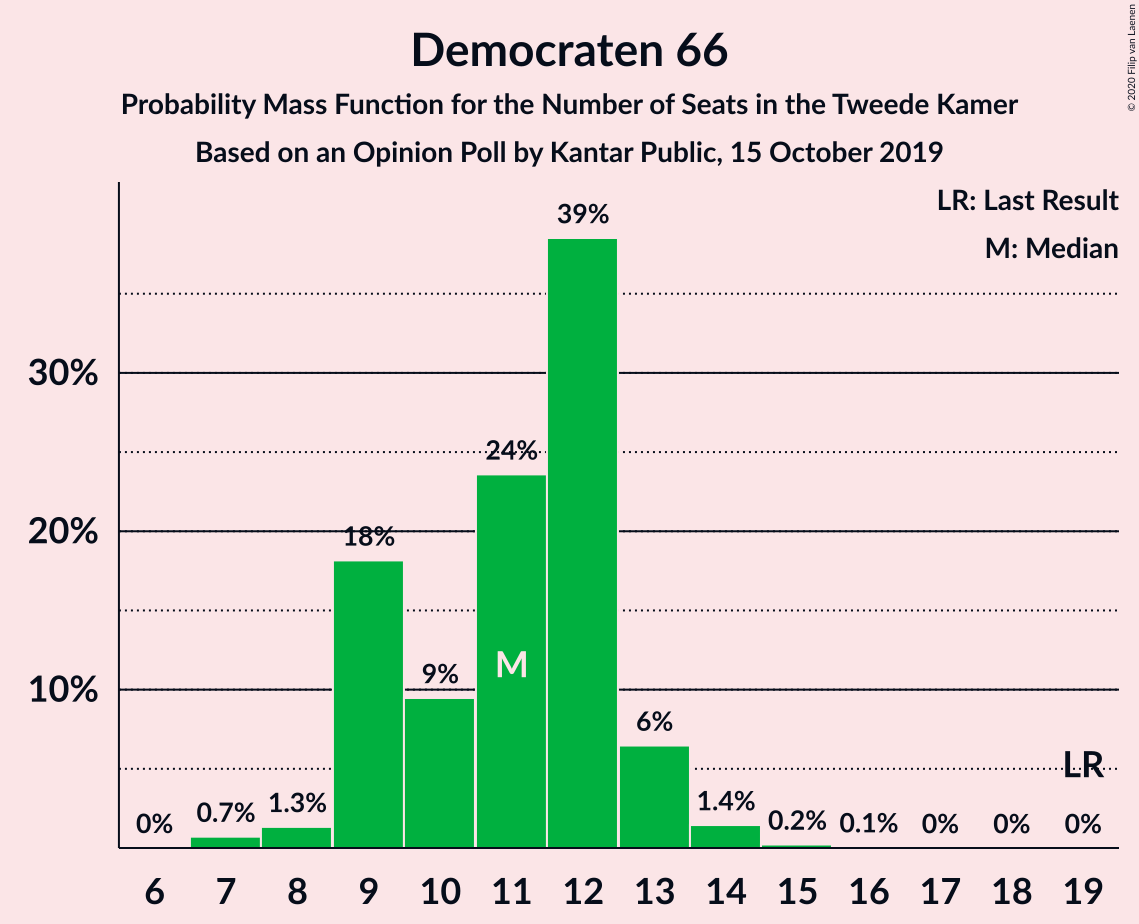 Democraten 66
Probability Mass Function for the Number of Seats in the Tweede Kamer
Based on an Opinion Poll by Kantar Public, 15 October 2019
© 2020 Filip van Laenen
LR: Last Result
M: Median
39%
30%
24%
20%
18%
10%
9%
M
6%
LR
0%
0.7%
1.3%
1.4%
0.2%
0.1%
0%
0%
0%
6 7 8 9 10 11 12 13 14 15 16 17 18 19